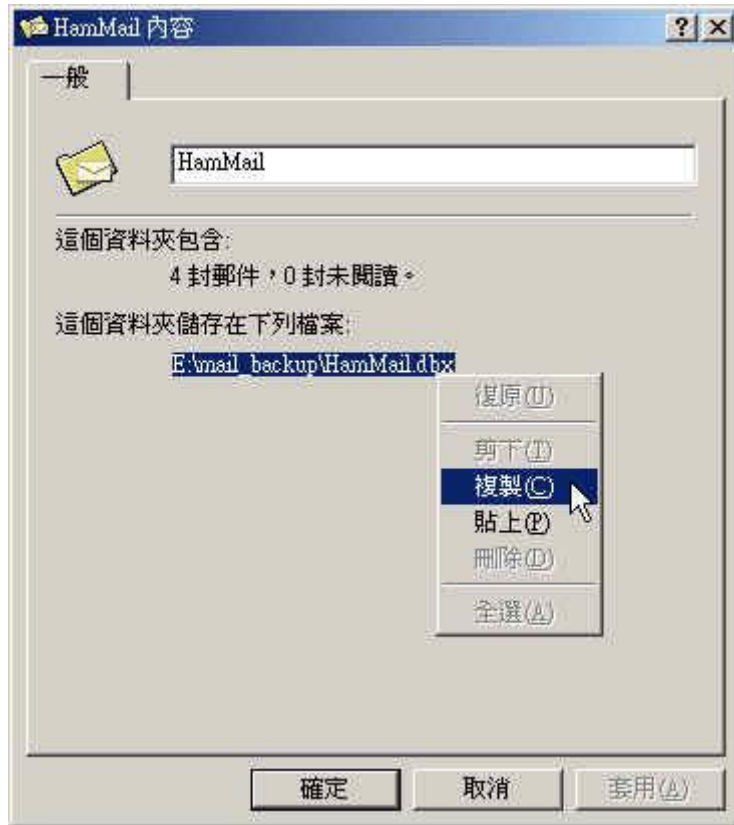 HamMail 內容
一般
HamMail
這個資料夾包含:
4 封郵件，0 封未閱讀。
這個資料夾儲存在下列檔案:
E:\mail_backup\HamMail.dbx
復原(U)
剪下(T)
複製(C)
貼上(P)
刪除(D)
全選(A)
確定
取消
套用(A)